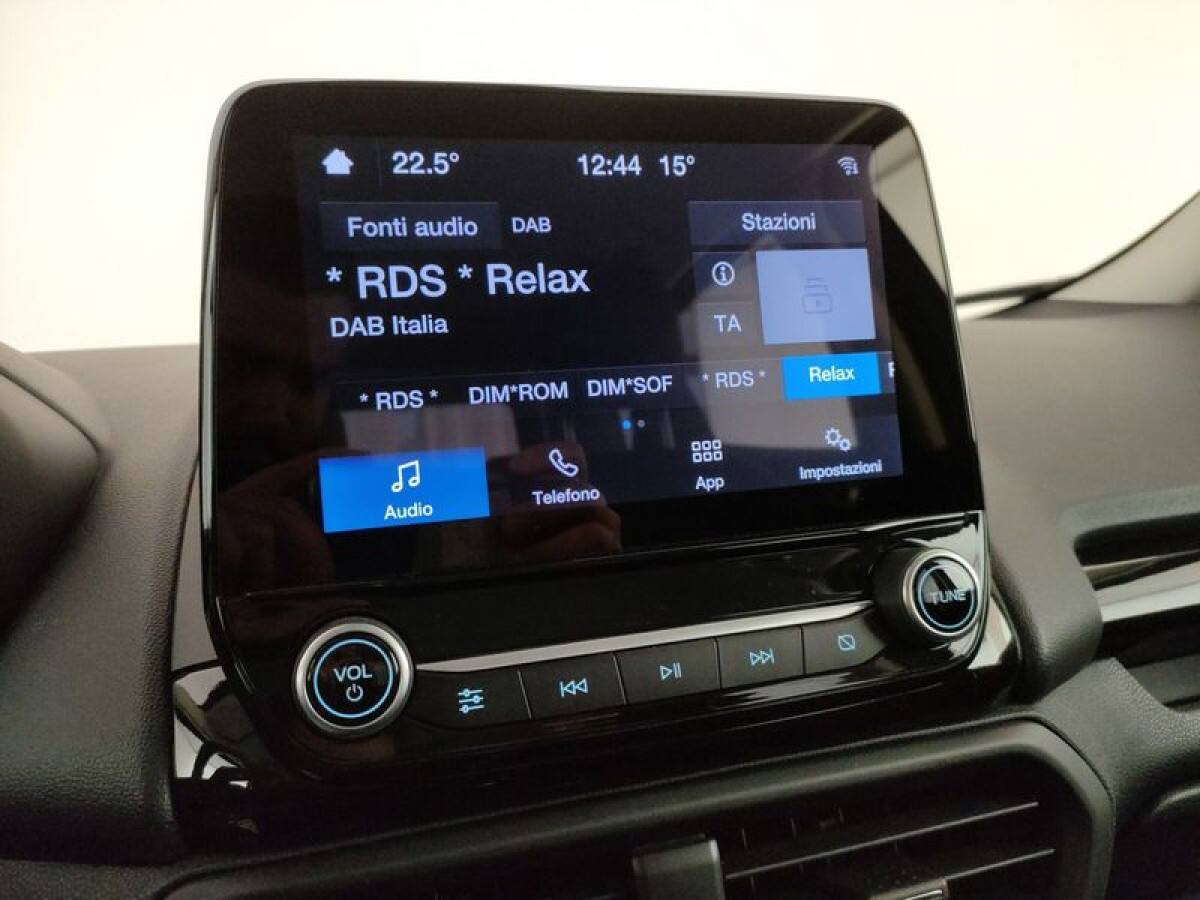 22.5° 12:44 15°
Fonti audio DAB Stazioni
* RDS * Relax
DAB Italia
TA
* RDS * DIM*ROM DIM*SOF * RDS * Relax
Audio Telefono App Impostazioni
VOL
TUNE